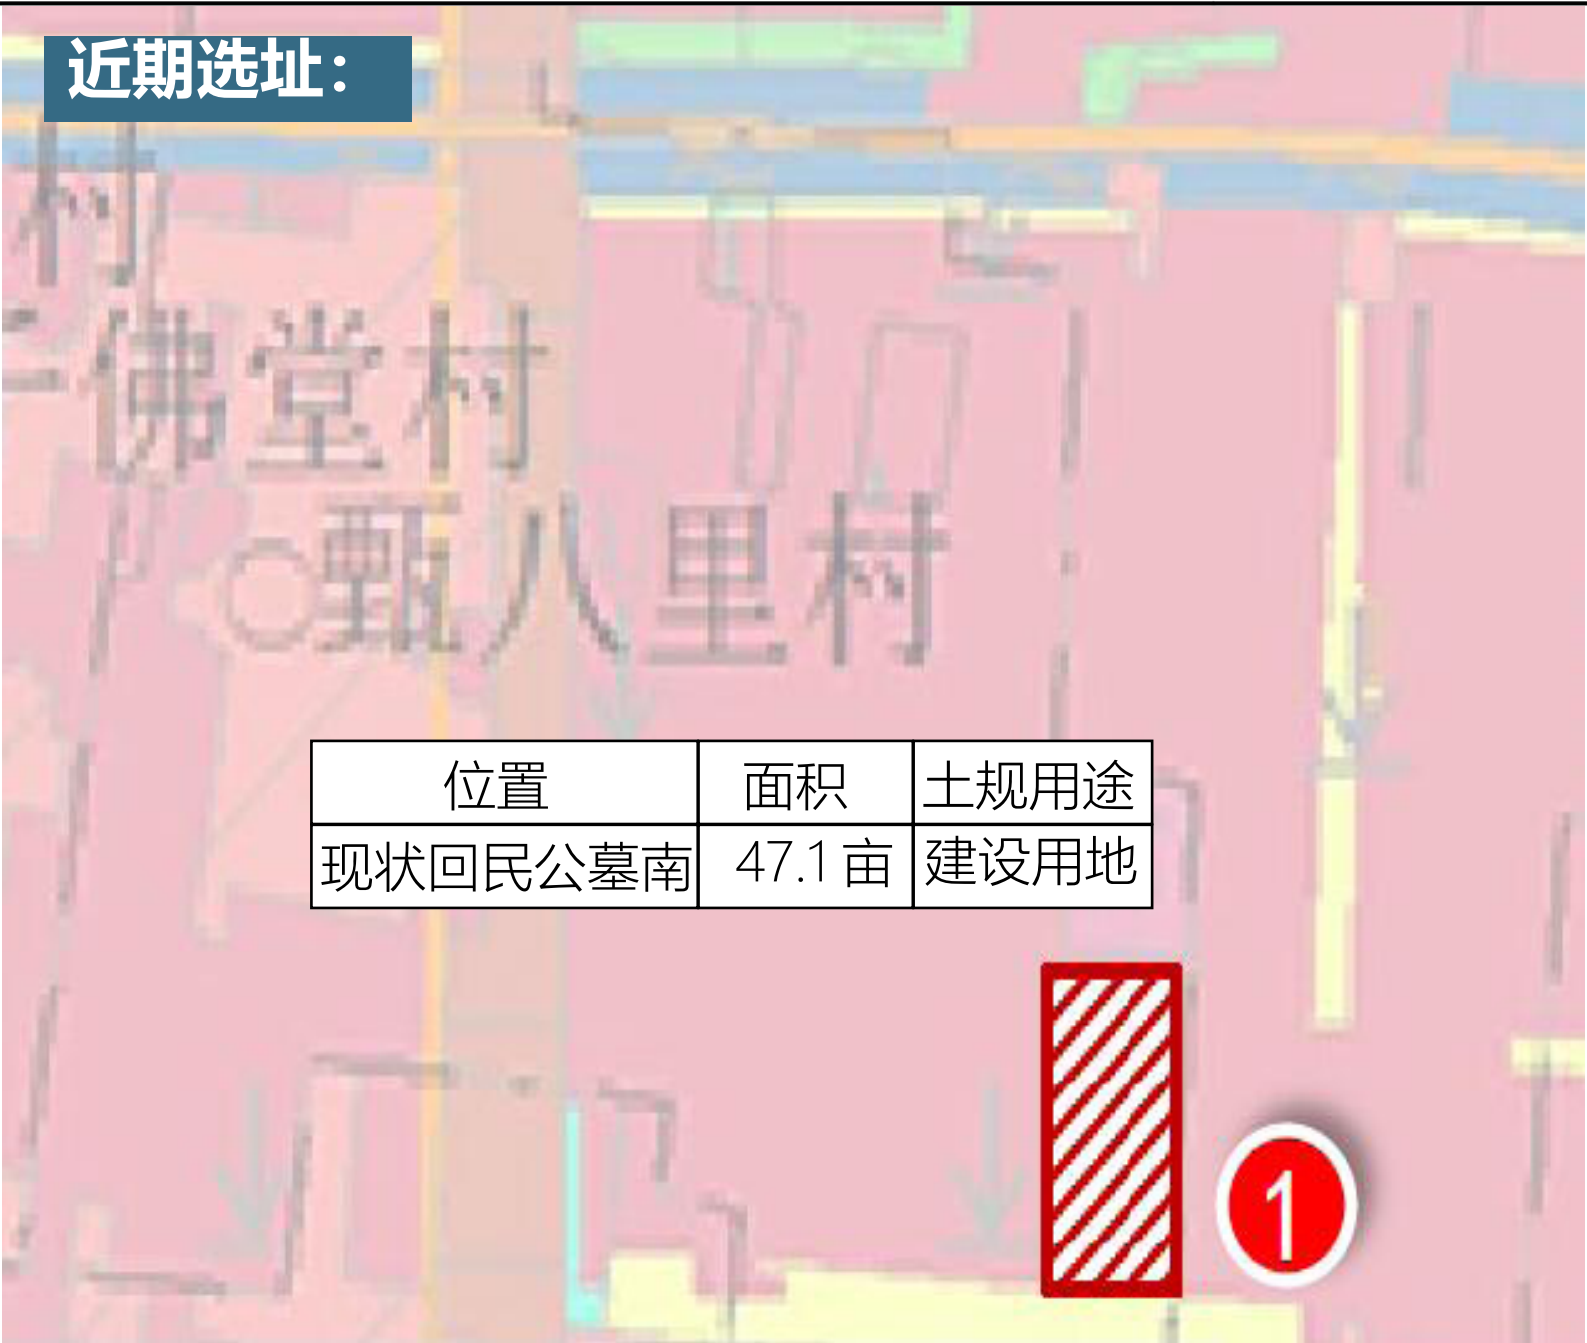 近期选址：
村
佛堂村
甄八里村
位置 面积 土规用途
现状回民公墓南 47.1亩 建设用地
1